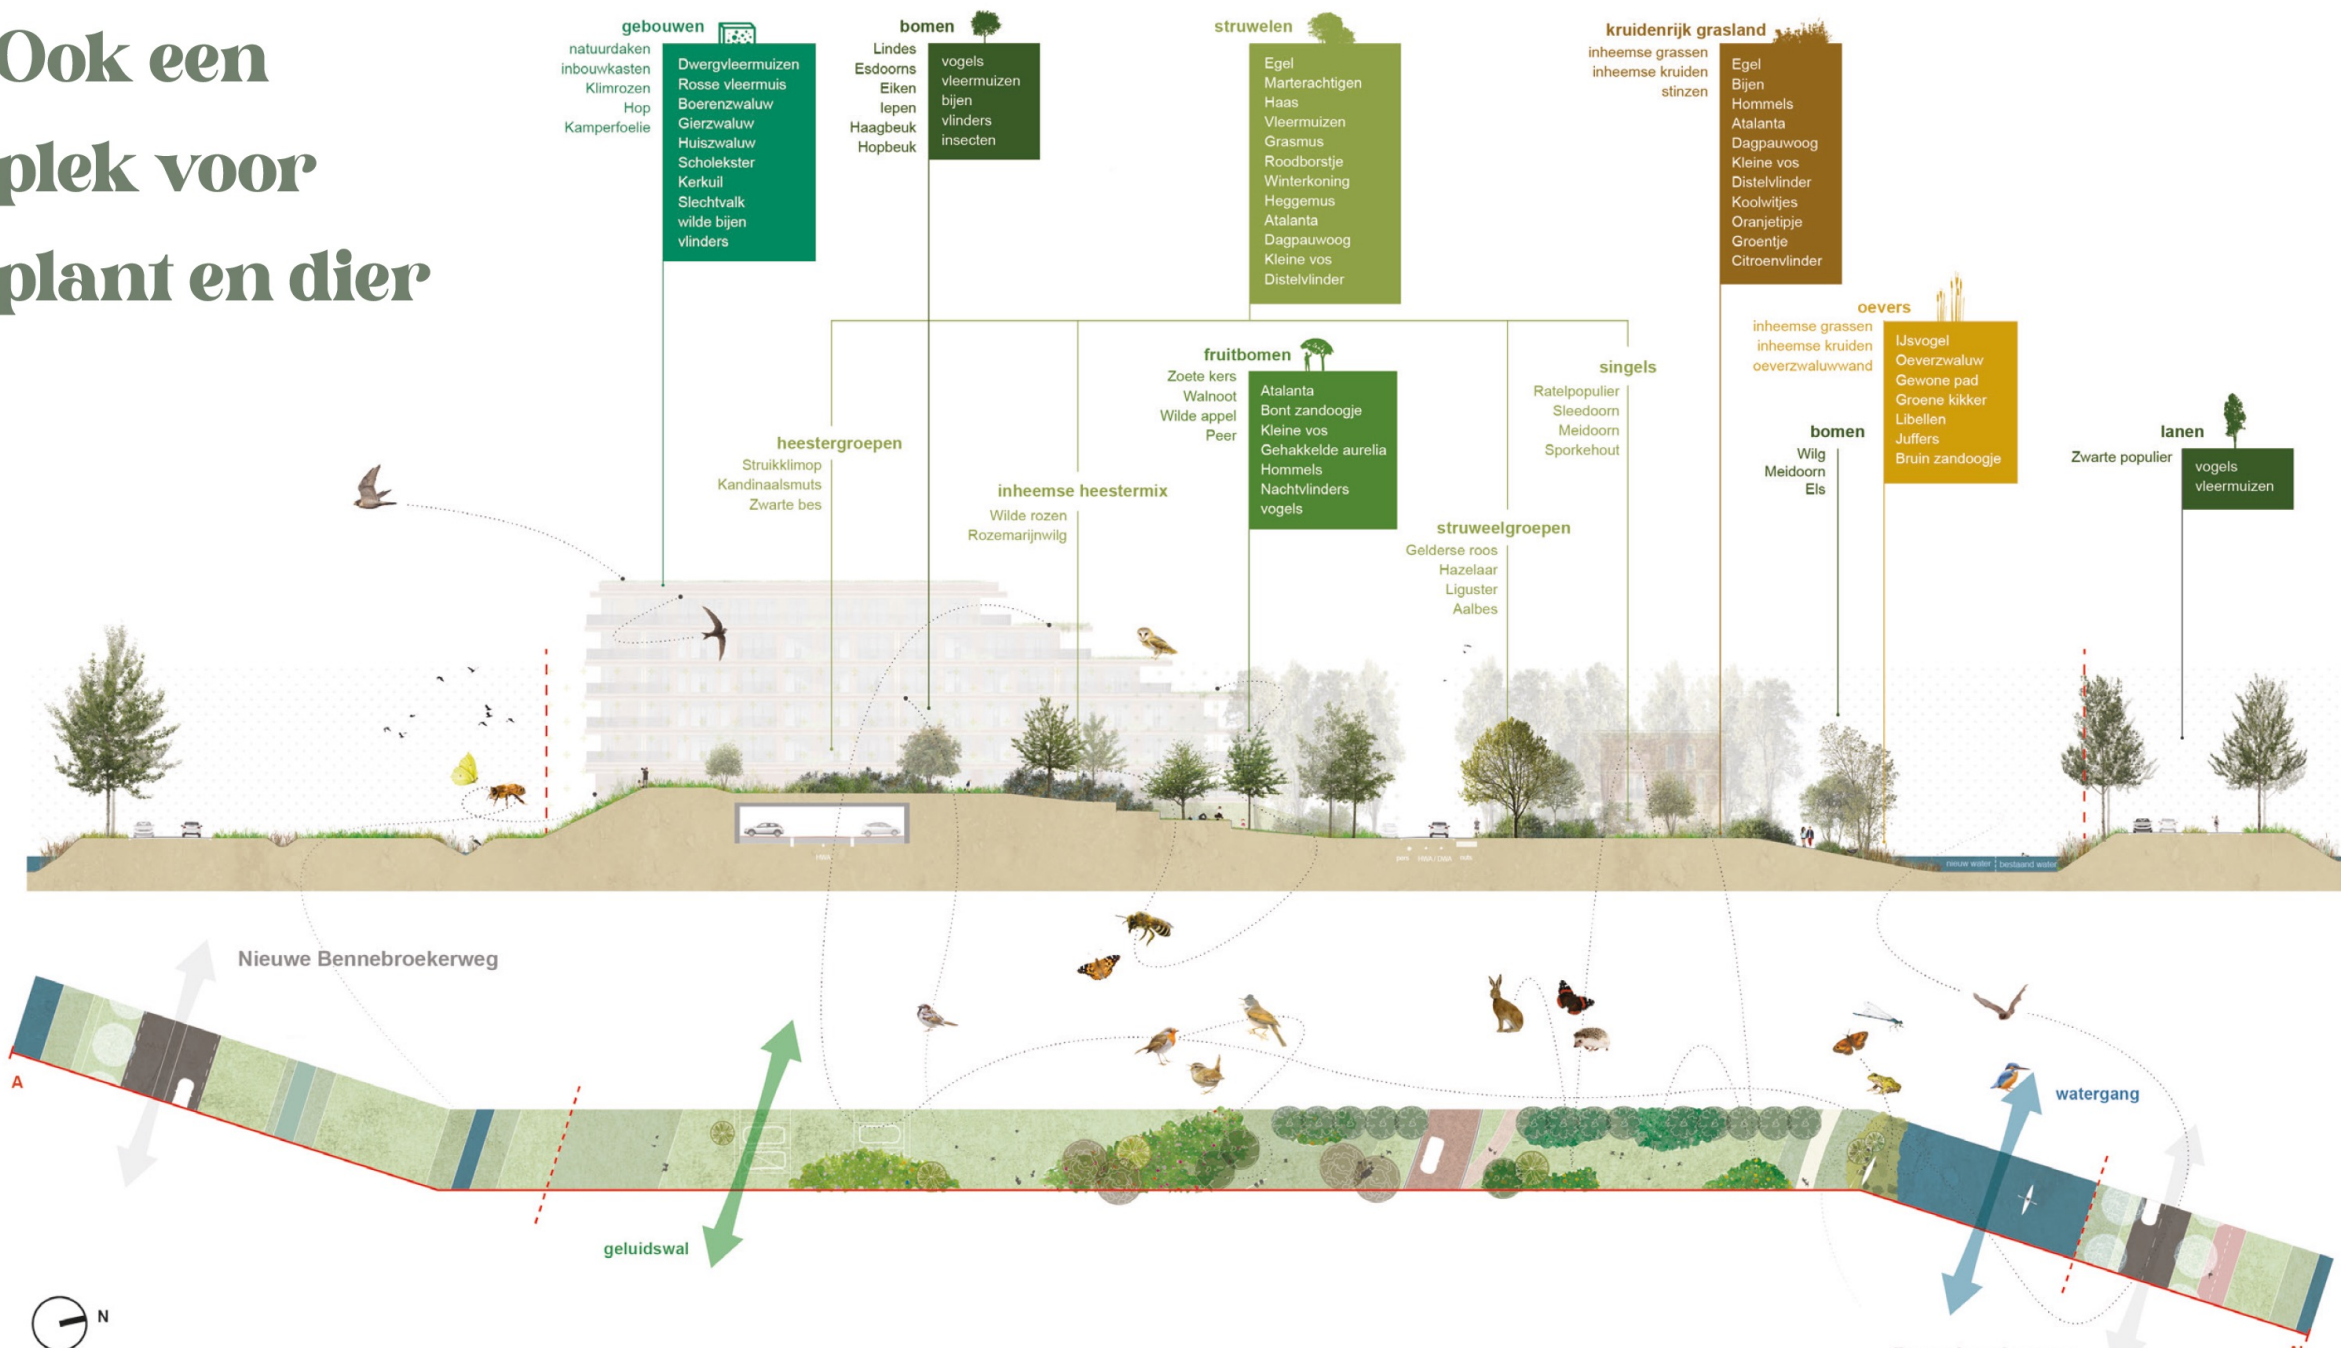 Ook een
plek voor
plant en dier
gebouwen
natuurdaken
inbouwkasten
Klimrozen
Hop
Kamperfoelie
Dwergvleermuizen
Rosse vleermuis
Boerenzwaluw
Gierzwaluw
Huiszwaluw
Scholekster
Kerkuil
Slechtvalk
wilde bijen
vlinders
bomen
Lindes
Esdoorns
Eiken
Iepen
Haagbeuk
Hopbeuk
vogels
vleermuizen
bijen
vlinders
insecten
struwelen
Egel
Marterachtigen
Haas
Vleermuizen
Grasmus
Roodborstje
Winterkoning
Heggemus
Atalanta
Dagpauwoog
Kleine vos
Distelvlinder
kruidenrijk grasland
inheemse grassen
inheemse kruiden
stinzen
Egel
Bijen
Hommels
Atalanta
Dagpauwoog
Kleine vos
Distelvlinder
Koolwitjes
Oranjetipje
Groentje
Citroenvlinder
oevers
inheemse grassen
inheemse kruiden
oeverzwaluwwand
IJsvogel
Oeverzwaluw
Gewone pad
Groene kikker
Libellen
Juffers
Bruin zandoogje
fruitbomen
Zoete kers
Walnoot
Wilde appel
Peer
Atalanta
Bont zandoogje
Kleine vos
Gehakkelde aurelia
Hommels
Nachtvlinders
vogels
singels
Ratelpopulier
Sleedoorn
Meidoorn
Sporkehout
heestergroepen
Struikklimop
Kandinaalsmuts
Zwarte bes
inheemse heestermix
Wilde rozen
Rozemarijnwilg
struweelgroepen
Gelderse roos
Hazelaar
Liguster
Aalbes
bomen
Wilg
Meidoorn
Els
lanen
Zwarte populier
vogels
vleermuizen
HWA
HWA / DWA
nieuw water
bestaand water
Nieuwe Bennebroekerweg
A
watergang
geluidswal
N